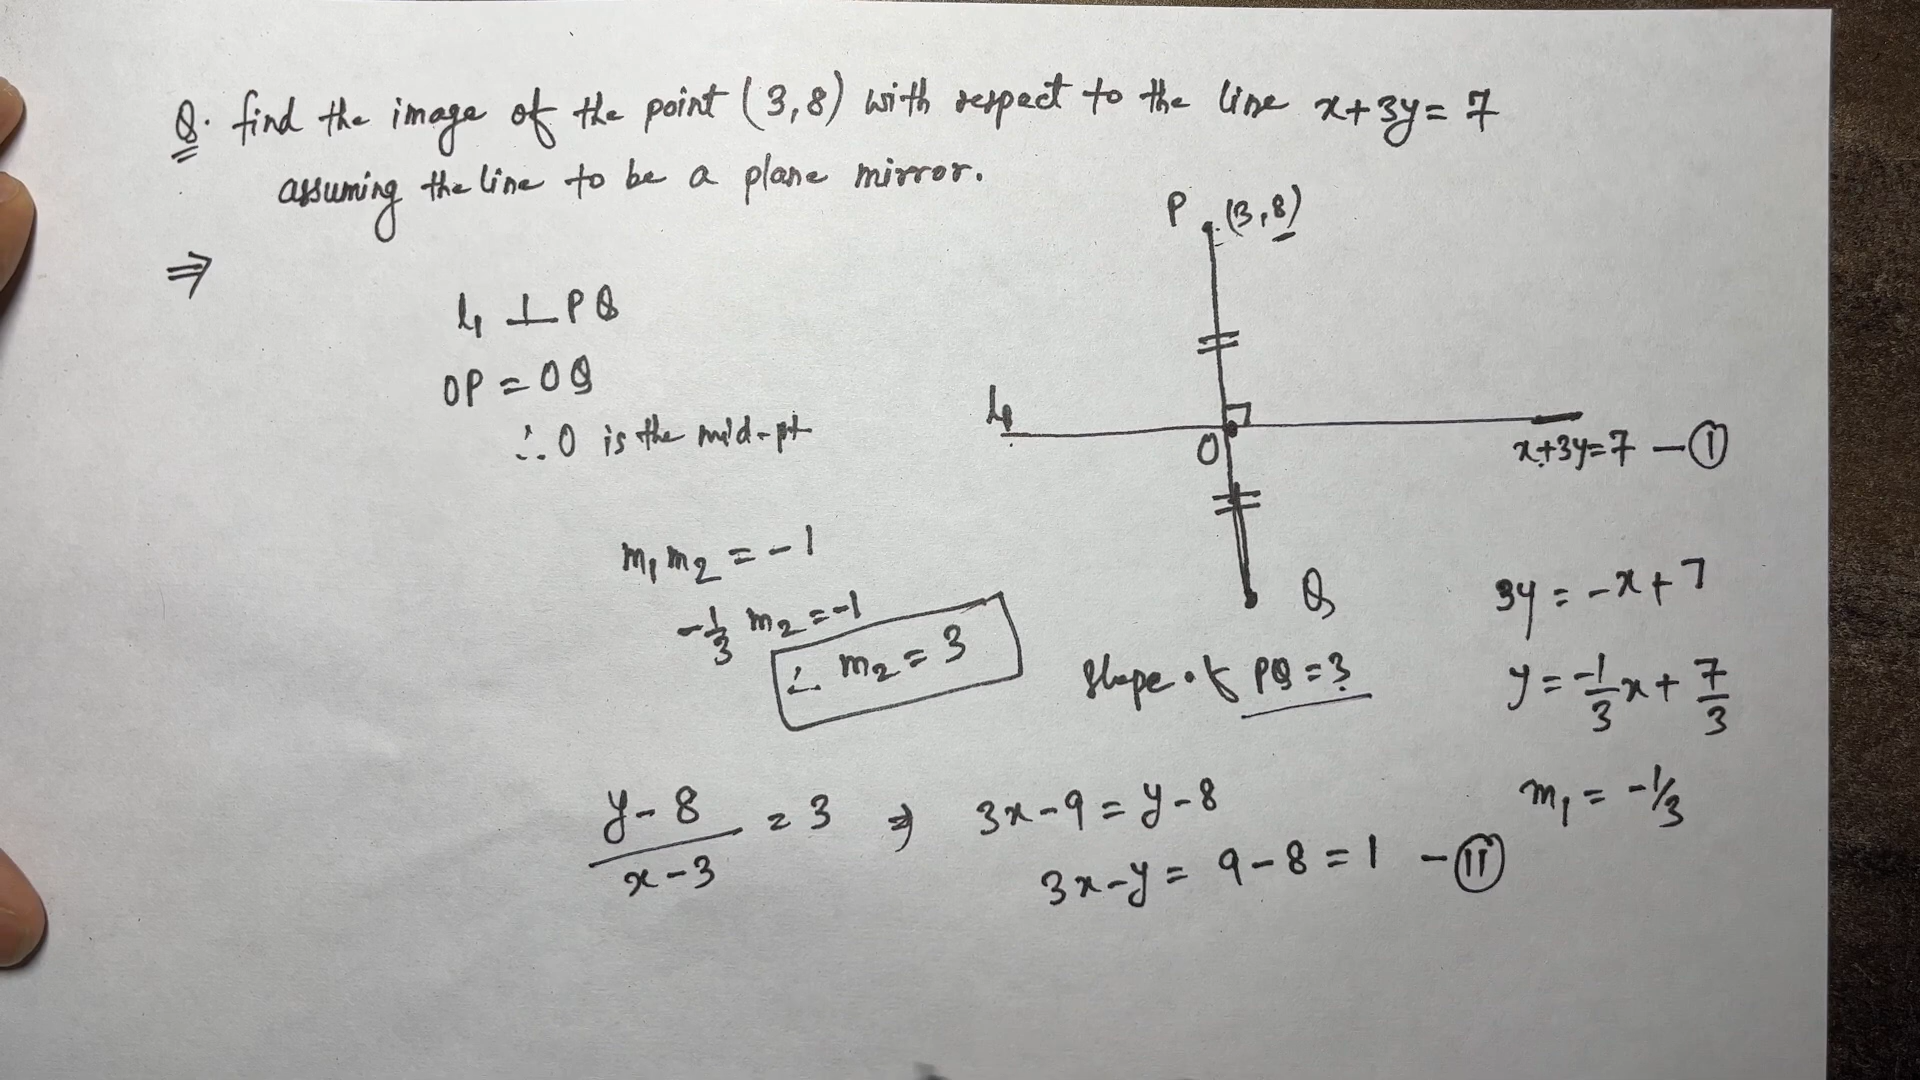 Q. find the image of the point (3,8) with respect to the line x+3y=7
assuming the line to be a plane mirror.
⇒
P (3,8)
l₁ ⊥ PQ
OP = OQ
∴ O is the mid-pt
l₁
O
x+3y=7 — Ⓘ
Q
m₁m₂ = -1
-1/3 m₂ = -1
∴ m₂ = 3
slope of PQ = 3
3y = -x+7
y = -1/3 x + 7/3
m₁ = -1/3
(y-8)/(x-3) = 3 ⇒ 3x-9 = y-8
3x-y = 9-8 = 1 — (II)